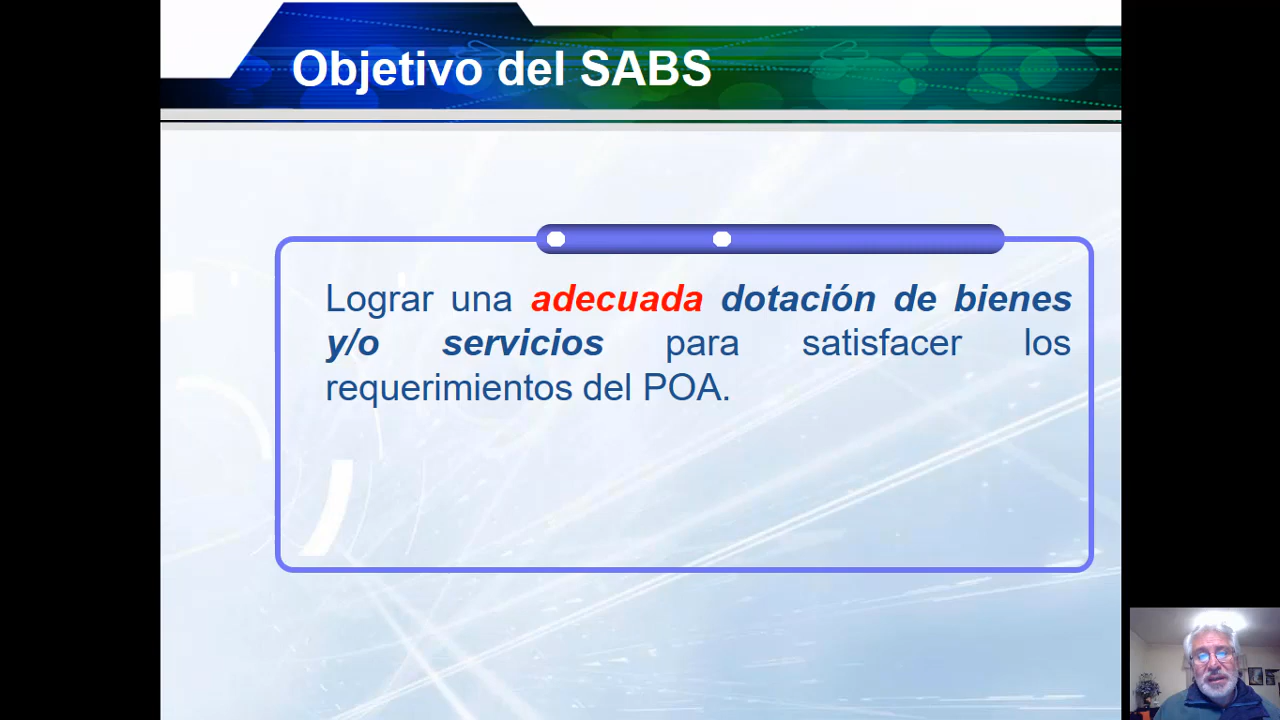 Objetivo del SABS
Lograr una adecuada dotación de bienes
y/o servicios para satisfacer los
requerimientos del POA.